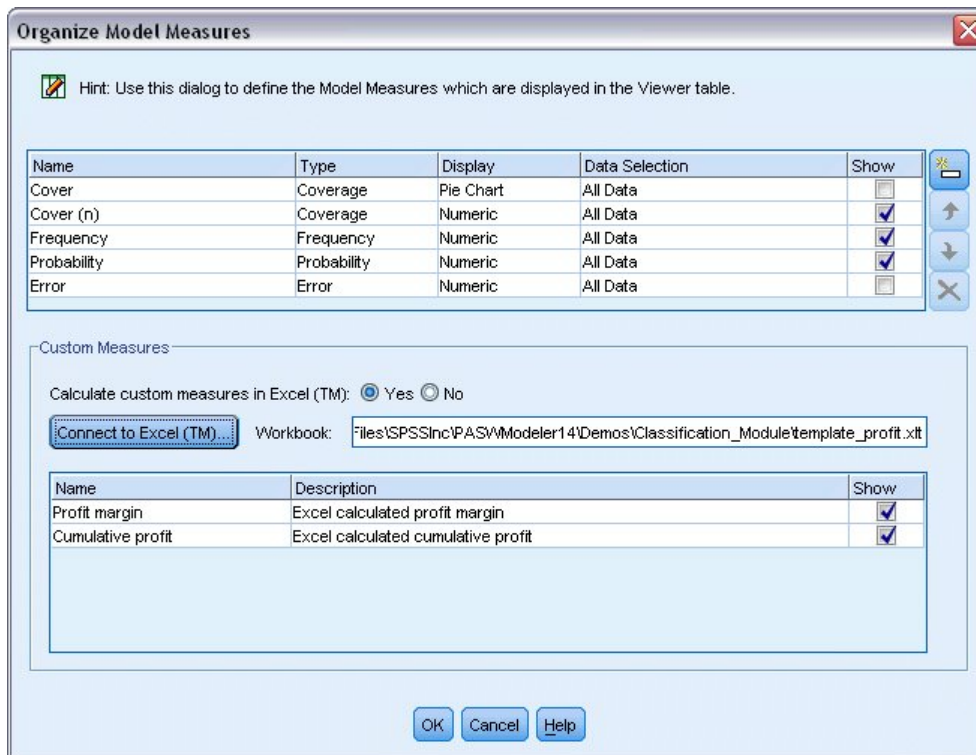 Organize Model Measures
Hint: Use this dialog to define the Model Measures which are displayed in the Viewer table.
Name Type Display Data Selection Show
Cover Coverage Pie Chart All Data
Cover (n) Coverage Numeric All Data
Frequency Frequency Numeric All Data
Probability Probability Numeric All Data
Error Error Numeric All Data
Custom Measures
Calculate custom measures in Excel (TM): Yes No
Connect to Excel (TM)... Workbook: Files\SPSSInc\PASWModeler14\Demos\Classification_Module\template_profit.xlt
Name Description Show
Profit margin Excel calculated profit margin
Cumulative profit Excel calculated cumulative profit
OK Cancel Help